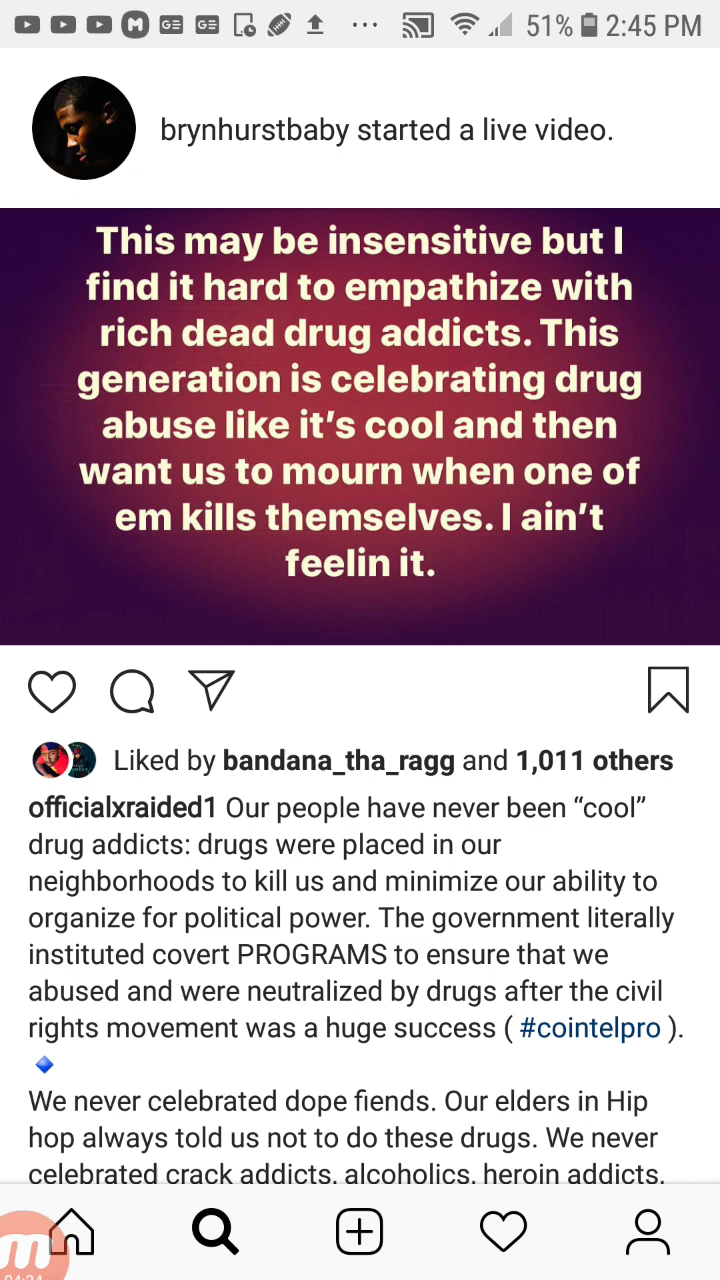 51% 2:45 PM
brynhurstbaby started a live video.
This may be insensitive but I
find it hard to empathize with
rich dead drug addicts. This
generation is celebrating drug
abuse like it’s cool and then
want us to mourn when one of
em kills themselves. I ain’t
feelin it.
Liked by bandana_tha_ragg and 1,011 others
officialxraided1 Our people have never been “cool”
drug addicts: drugs were placed in our
neighborhoods to kill us and minimize our ability to
organize for political power. The government literally
instituted covert PROGRAMS to ensure that we
abused and were neutralized by drugs after the civil
rights movement was a huge success ( #cointelpro ).
We never celebrated dope fiends. Our elders in Hip
hop always told us not to do these drugs. We never
celebrated crack addicts, alcoholics, heroin addicts,